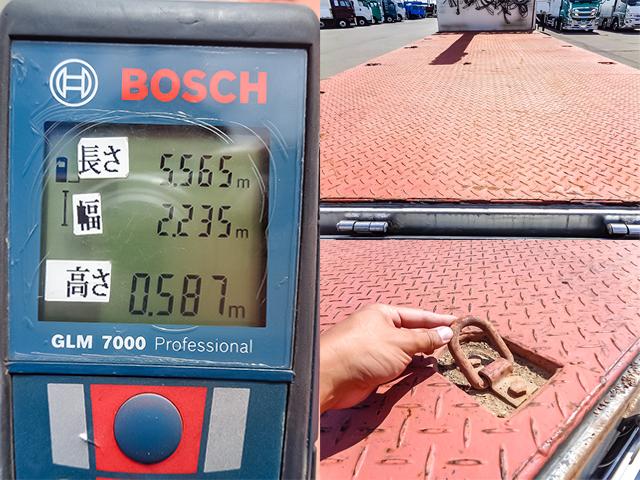 BOSCH
長さ 5.565m
幅 2.235m
高さ 0.587m
GLM 7000 Professional